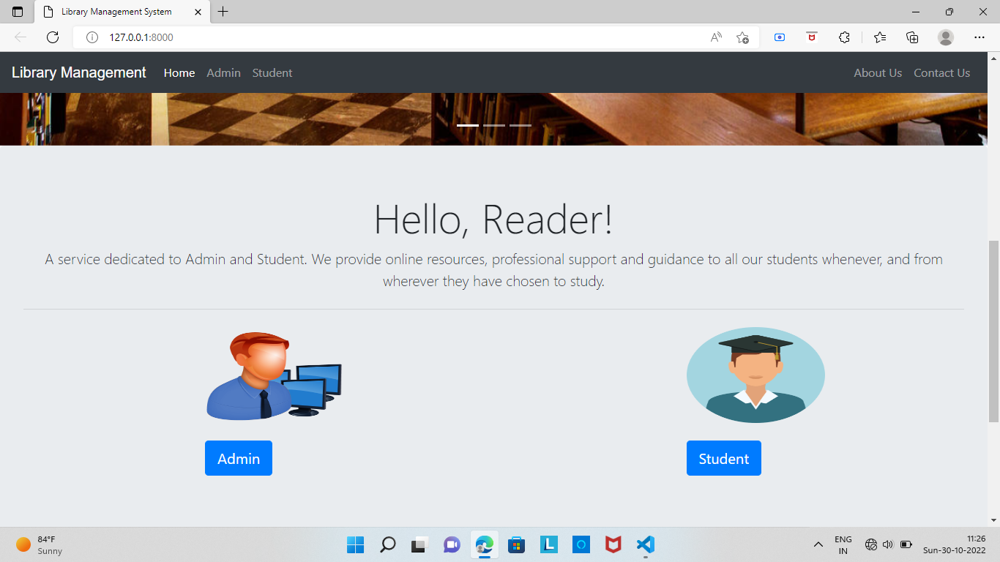 Library Management System
127.0.0.1:8000
Library Management Home Admin Student About Us Contact Us
Hello, Reader!
A service dedicated to Admin and Student. We provide online resources, professional support and guidance to all our students whenever, and from
wherever they have chosen to study.
Admin Student
84°F
Sunny
ENG
IN
11:26
Sun-30-10-2022